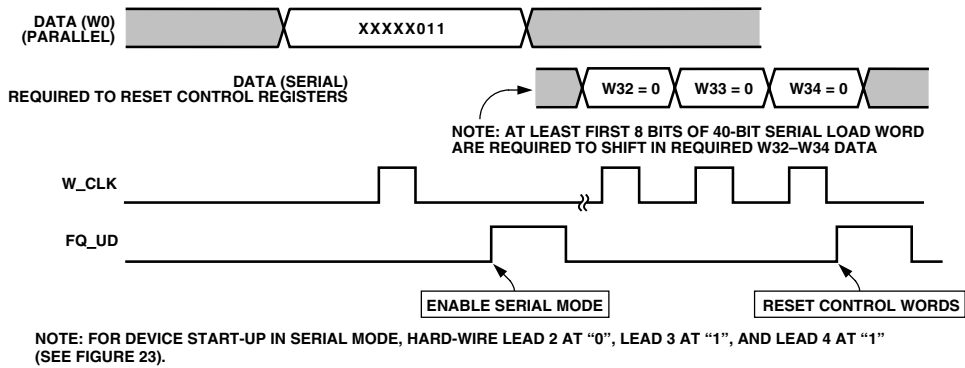 DATA (W0)
(PARALLEL)
XXXXX011
DATA (SERIAL)
REQUIRED TO RESET CONTROL REGISTERS
W32 = 0
W33 = 0
W34 = 0
NOTE: AT LEAST FIRST 8 BITS OF 40-BIT SERIAL LOAD WORD
ARE REQUIRED TO SHIFT IN REQUIRED W32–W34 DATA
W_CLK
FQ_UD
ENABLE SERIAL MODE
RESET CONTROL WORDS
NOTE: FOR DEVICE START-UP IN SERIAL MODE, HARD-WIRE LEAD 2 AT “0”, LEAD 3 AT “1”, AND LEAD 4 AT “1”
(SEE FIGURE 23).